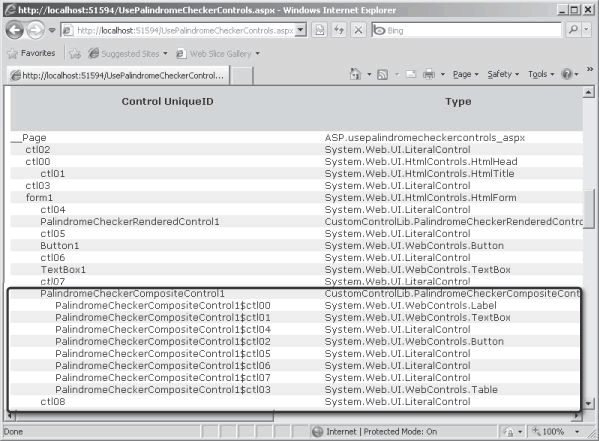 http://localhost:51594/UsePalindromeCheckerControls.aspx - Windows Internet Explorer
http://localhost:51594/UsePalindromeCheckerControls.aspx
Bing
Favorites Suggested Sites Web Slice Gallery
http://localhost:51594/UsePalindromeCheckerControl...
Page Safety Tools
Control UniqueID Type
__Page ASP.usepalindromecheckercontrols_aspx
ctl02 System.Web.UI.LiteralControl
ctl00 System.Web.UI.HtmlControls.HtmlHead
ctl01 System.Web.UI.HtmlControls.HtmlTitle
ctl03 System.Web.UI.LiteralControl
form1 System.Web.UI.HtmlControls.HtmlForm
ctl04 System.Web.UI.LiteralControl
PalindromeCheckerRenderedControl1 CustomControlLib.PalindromeCheckerRenderedContro
ctl05 System.Web.UI.LiteralControl
Button1 System.Web.UI.WebControls.Button
ctl06 System.Web.UI.LiteralControl
TextBox1 System.Web.UI.WebControls.TextBox
ctl07 System.Web.UI.LiteralControl
PalindromeCheckerCompositeControl1 CustomControlLib.PalindromeCheckerCompositeCont
PalindromeCheckerCompositeControl1$ctl00 System.Web.UI.WebControls.Label
PalindromeCheckerCompositeControl1$ctl01 System.Web.UI.WebControls.TextBox
PalindromeCheckerCompositeControl1$ctl04 System.Web.UI.LiteralControl
PalindromeCheckerCompositeControl1$ctl02 System.Web.UI.WebControls.Button
PalindromeCheckerCompositeControl1$ctl05 System.Web.UI.LiteralControl
PalindromeCheckerCompositeControl1$ctl06 System.Web.UI.LiteralControl
PalindromeCheckerCompositeControl1$ctl07 System.Web.UI.LiteralControl
PalindromeCheckerCompositeControl1$ctl03 System.Web.UI.WebControls.Table
ctl08 System.Web.UI.LiteralControl
Done Internet | Protected Mode: On 100%